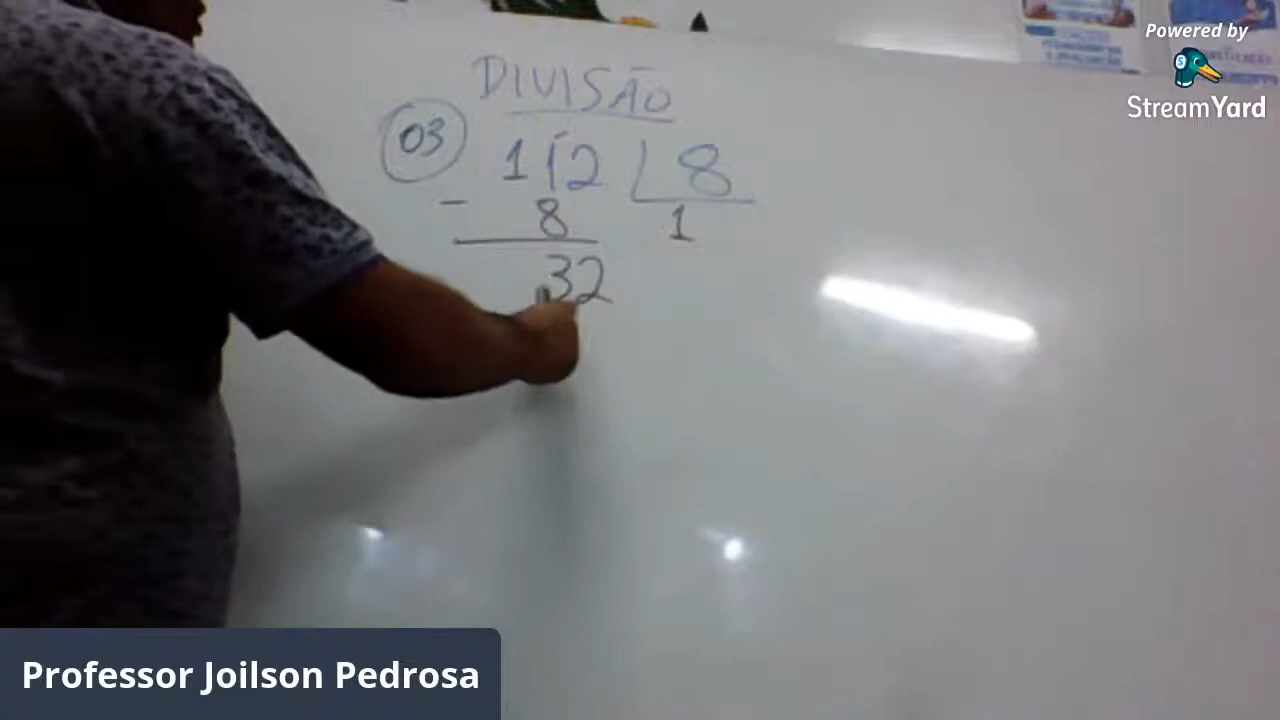 Powered by
StreamYard
DIVISÃO
03
112 8
- 8 1
32
Professor Joilson Pedrosa